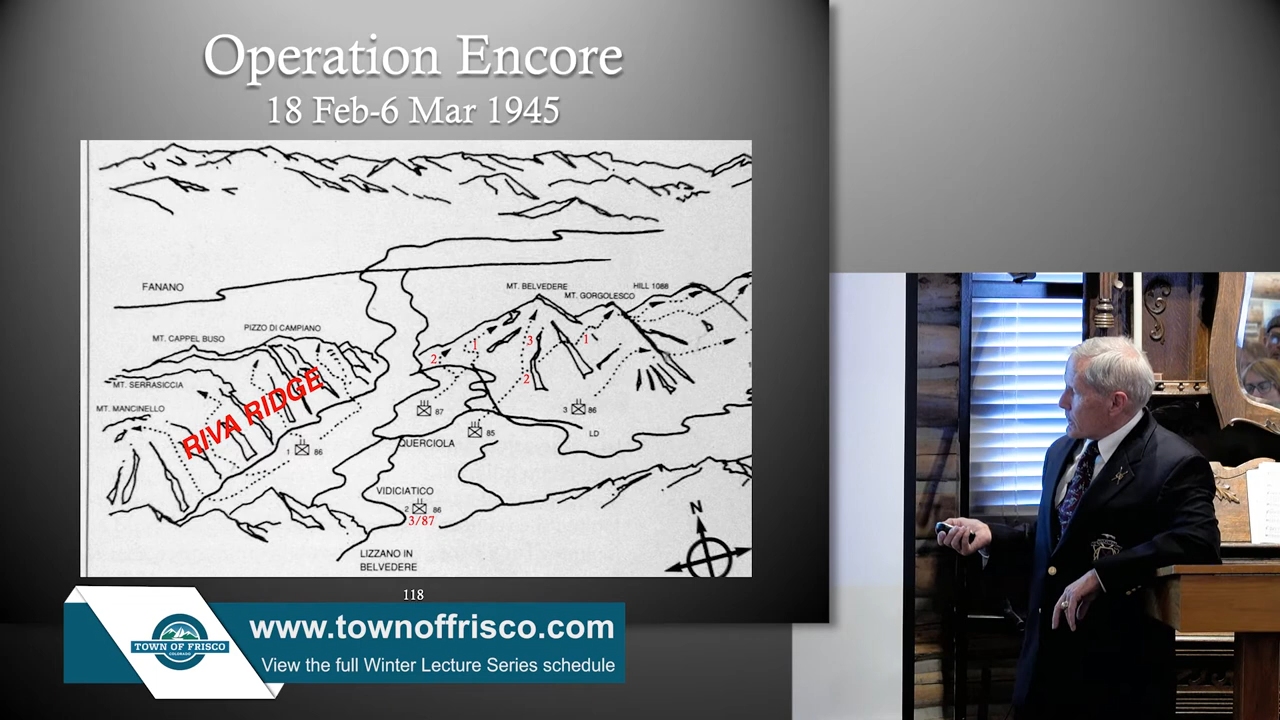 Operation Encore
18 Feb-6 Mar 1945
FANANO
MT. BELVEDERE
HILL 1088
MT. GORGOLESCO
PIZZO DI CAMPIANO
MT. CAPPEL BUSO
MT. SERRASICCIA
MT. MANCINELLO
RIVA RIDGE
1
2
3
1
2
87
3 86
85
LD
1 86
QUERCIOLA
VIDICIATICO
2 86
3/87
LIZZANO IN
BELVEDERE
N
118
TOWN OF FRISCO
COLORADO
www.townoffrisco.com
View the full Winter Lecture Series schedule